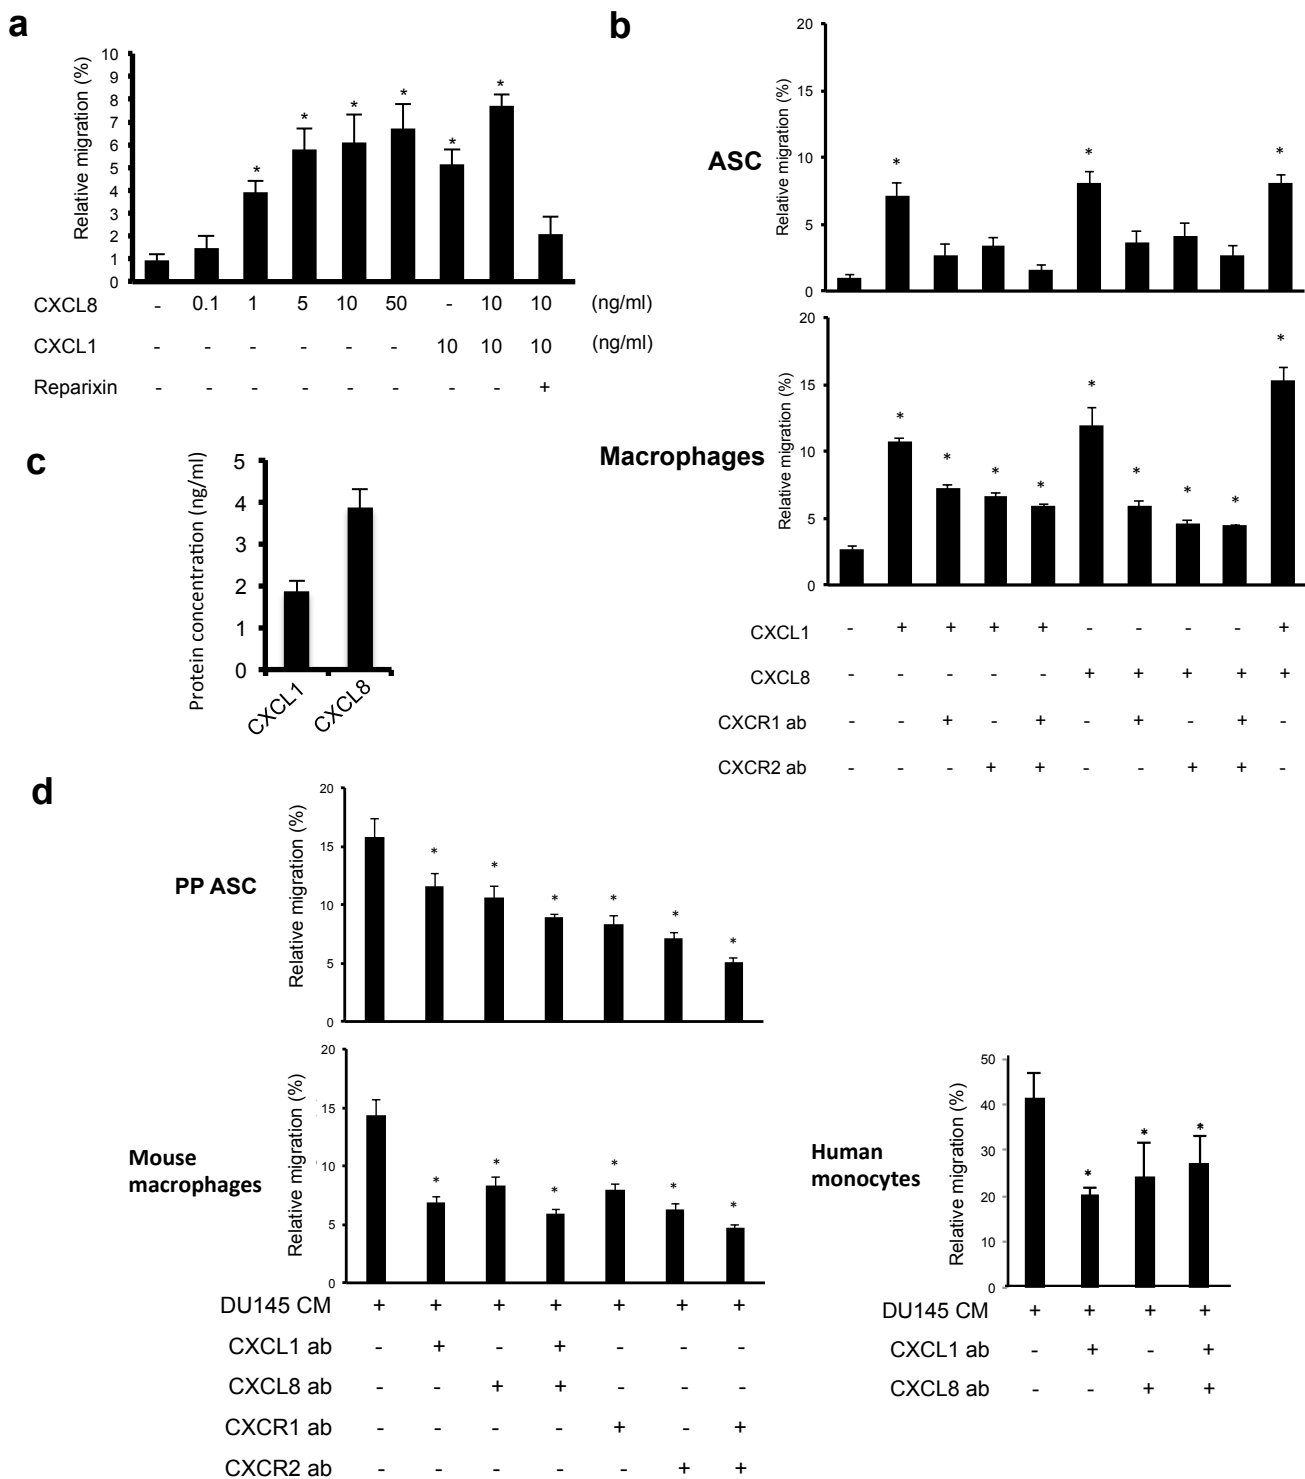 a
Relative migration (%)
10
9
8
7
6
5
4
3
2
1
0
* * * * * *
CXCL8 - 0.1 1 5 10 50 - 10 10 (ng/ml)
CXCL1 - - - - - - 10 10 10 (ng/ml)
Reparixin - - - - - - - - +
b
ASC
Relative migration (%)
20
15
10
5
0
* * *
Macrophages
Relative migration (%)
20
15
10
5
0
* * * * * * * * *
CXCL1 - + + + + - - - - +
CXCL8 - - - - - + + + + +
CXCR1 ab - - + - + - + - + -
CXCR2 ab - - - + + - - + + -
c
Protein concentration (ng/ml)
5
4
3
2
1
0
CXCL1 CXCL8
d
PP ASC
Relative migration (%)
20
15
10
5
0
* * * * * *
Mouse
macrophages
Relative migration (%)
20
15
10
5
0
* * * * * *
DU145 CM + + + + + + +
CXCL1 ab - + - + - - -
CXCL8 ab - - + + - - -
CXCR1 ab - - - - + - +
CXCR2 ab - - - - - + +
Human
monocytes
Relative migration (%)
50
40
30
20
10
0
* * *
DU145 CM + + + +
CXCL1 ab - + - +
CXCL8 ab - - + +